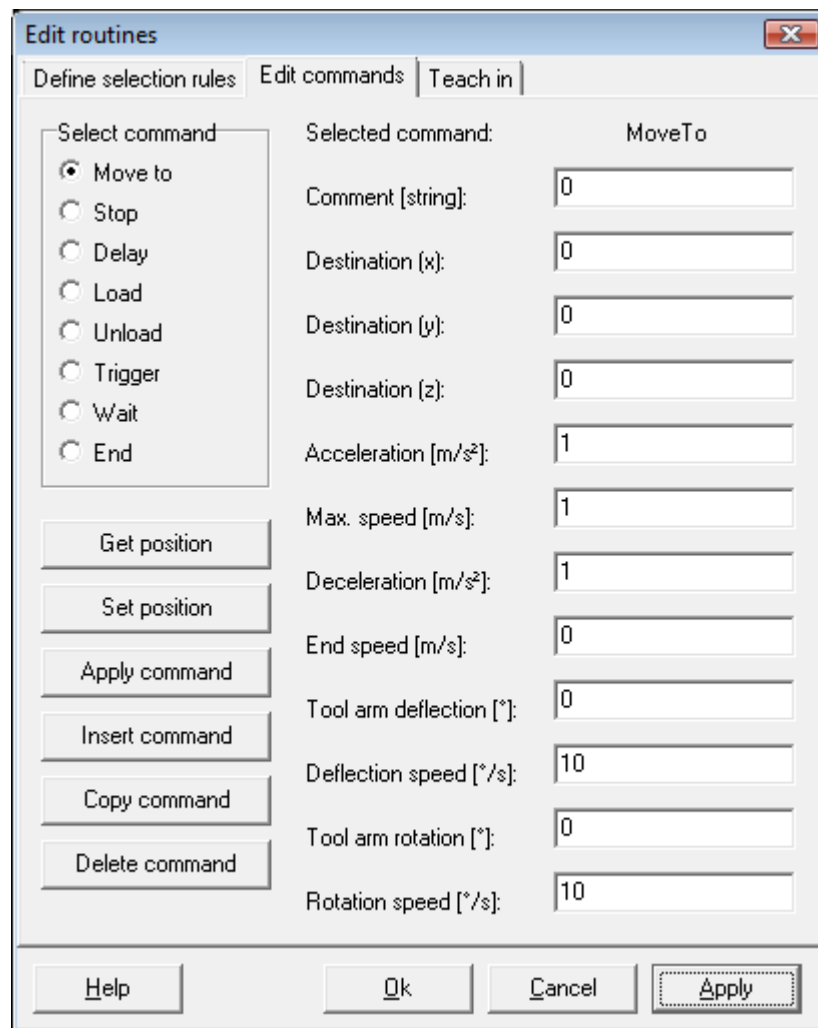 Edit routines
Define selection rules Edit commands Teach in
Select command
Move to
Stop
Delay
Load
Unload
Trigger
Wait
End
Get position
Set position
Apply command
Insert command
Copy command
Delete command
Selected command: MoveTo
Comment [string]: 0
Destination (x): 0
Destination (y): 0
Destination (z): 0
Acceleration [m/s²]: 1
Max. speed [m/s]: 1
Deceleration [m/s²]: 1
End speed [m/s]: 0
Tool arm deflection [°]: 0
Deflection speed [°/s]: 10
Tool arm rotation [°]: 0
Rotation speed [°/s]: 10
Help Ok Cancel Apply